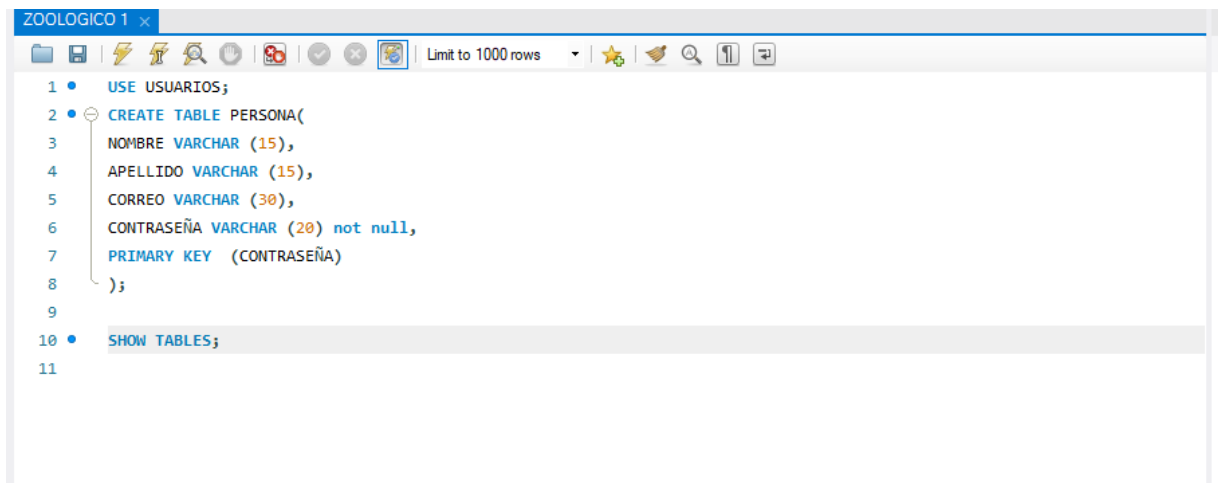 ZOOLOGICO 1 ×
Limit to 1000 rows
1 USE USUARIOS;
2 CREATE TABLE PERSONA(
3 NOMBRE VARCHAR (15),
4 APELLIDO VARCHAR (15),
5 CORREO VARCHAR (30),
6 CONTRASEÑA VARCHAR (20) not null,
7 PRIMARY KEY  (CONTRASEÑA)
8 );
9
10 SHOW TABLES;
11